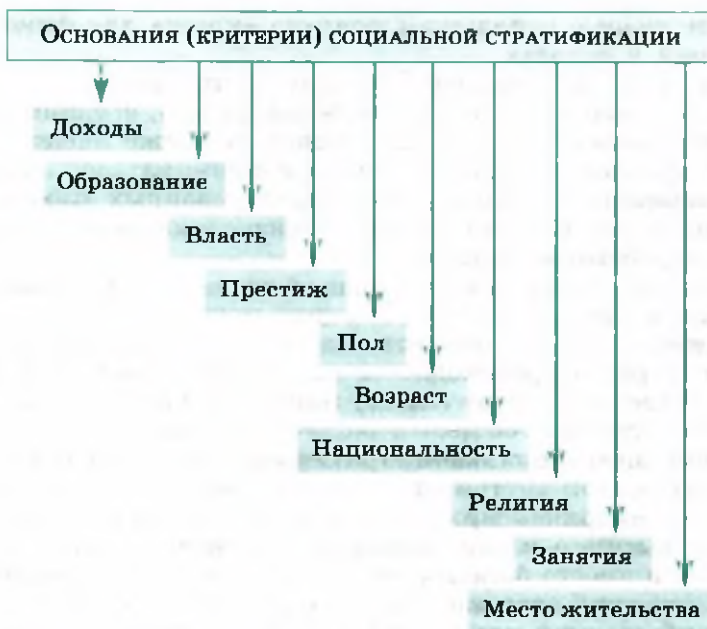 Основания (критерии) социальной стратификации
Доходы
Образование
Власть
Престиж
Пол
Возраст
Национальность
Религия
Занятия
Место жительства